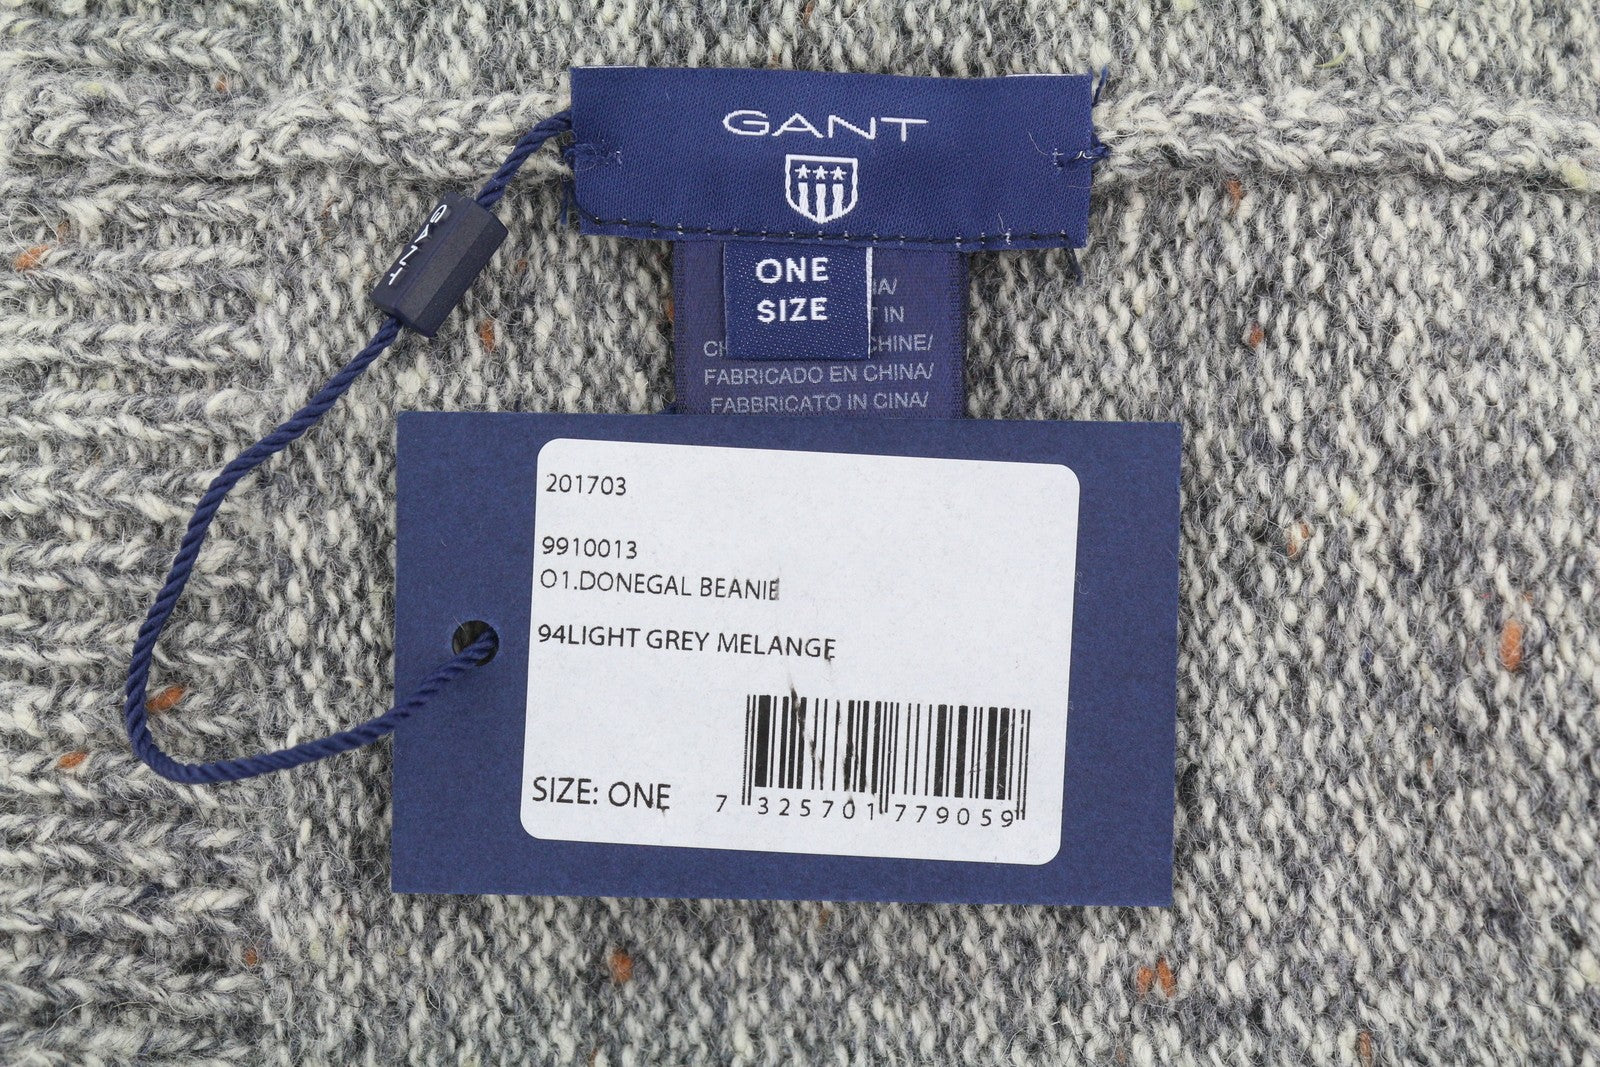 GANT
ONE
SIZE
IN
FABRICADO EN CHINA/
FABBRICATO IN CINA/
GANT
201703
9910013
O1.DONEGAL BEANIE
94LIGHT GREY MELANGE
SIZE: ONE
7 325701 779059